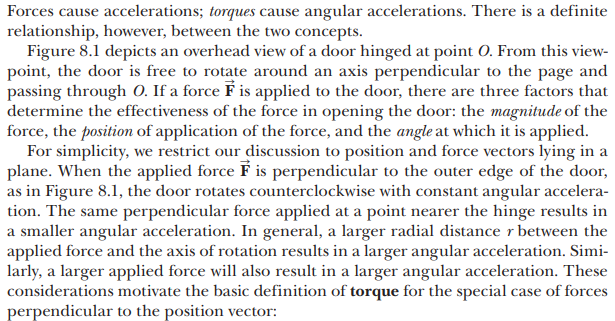 Forces cause accelerations; torques cause angular accelerations. There is a definite
relationship, however, between the two concepts.
Figure 8.1 depicts an overhead view of a door hinged at point O. From this view-
point, the door is free to rotate around an axis perpendicular to the page and
passing through O. If a force F⃗ is applied to the door, there are three factors that
determine the effectiveness of the force in opening the door: the magnitude of the
force, the position of application of the force, and the angle at which it is applied.
For simplicity, we restrict our discussion to position and force vectors lying in a
plane. When the applied force F⃗ is perpendicular to the outer edge of the door,
as in Figure 8.1, the door rotates counterclockwise with constant angular accelera-
tion. The same perpendicular force applied at a point nearer the hinge results in
a smaller angular acceleration. In general, a larger radial distance r between the
applied force and the axis of rotation results in a larger angular acceleration. Simi-
larly, a larger applied force will also result in a larger angular acceleration. These
considerations motivate the basic definition of torque for the special case of forces
perpendicular to the position vector: